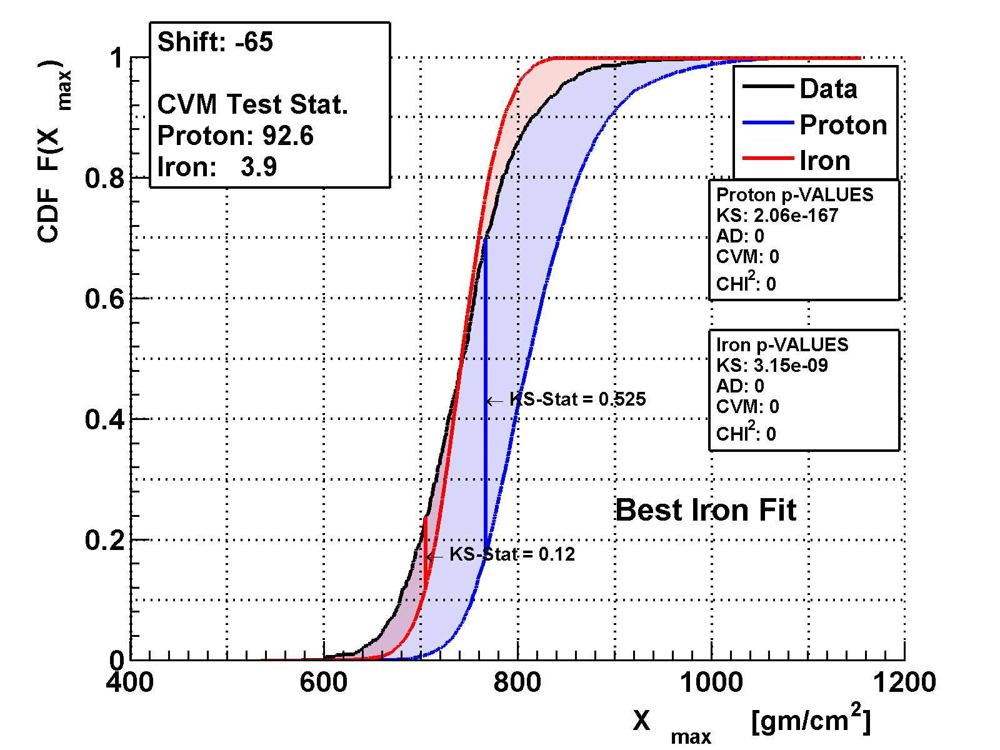 Shift: -65
CVM Test Stat.
Proton: 92.6
Iron: 3.9
CDF F(X max)
1
0.8
0.6
0.4
0.2
0
Data
Proton
Iron
Proton p-VALUES
KS: 2.06e-167
AD: 0
CVM: 0
CHI²: 0
Iron p-VALUES
KS: 3.15e-09
AD: 0
CVM: 0
CHI²: 0
← KS-Stat = 0.525
Best Iron Fit
← KS-Stat = 0.12
400 600 800 1000 1200
X max [gm/cm²]